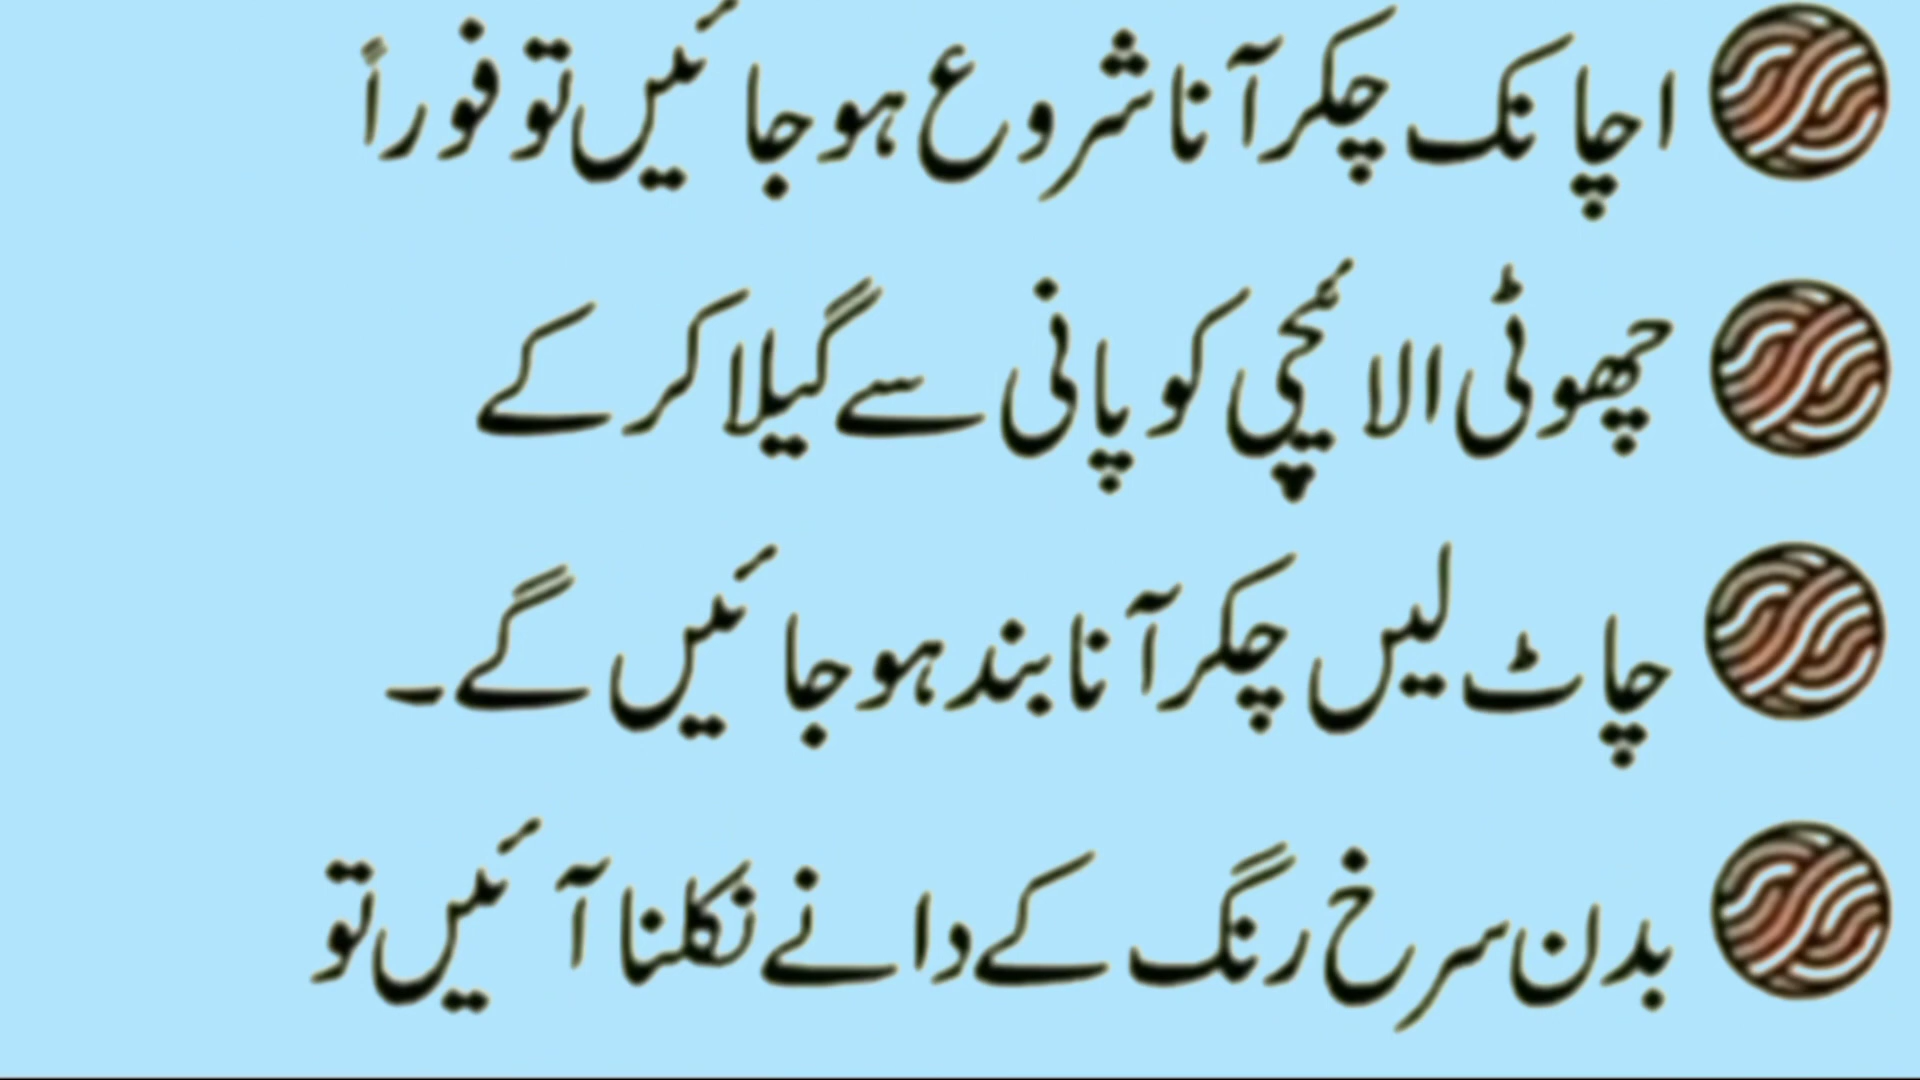 اچانک چکر آنا شروع ہو جائیں تو فوراً
چھوٹی الائیچی کو پانی سے گیلا کر کے
چاٹ لیں چکر آنا بند ہو جائیں گے۔
بدن سرخ رنگ کے دانے نکلنا آئیں تو